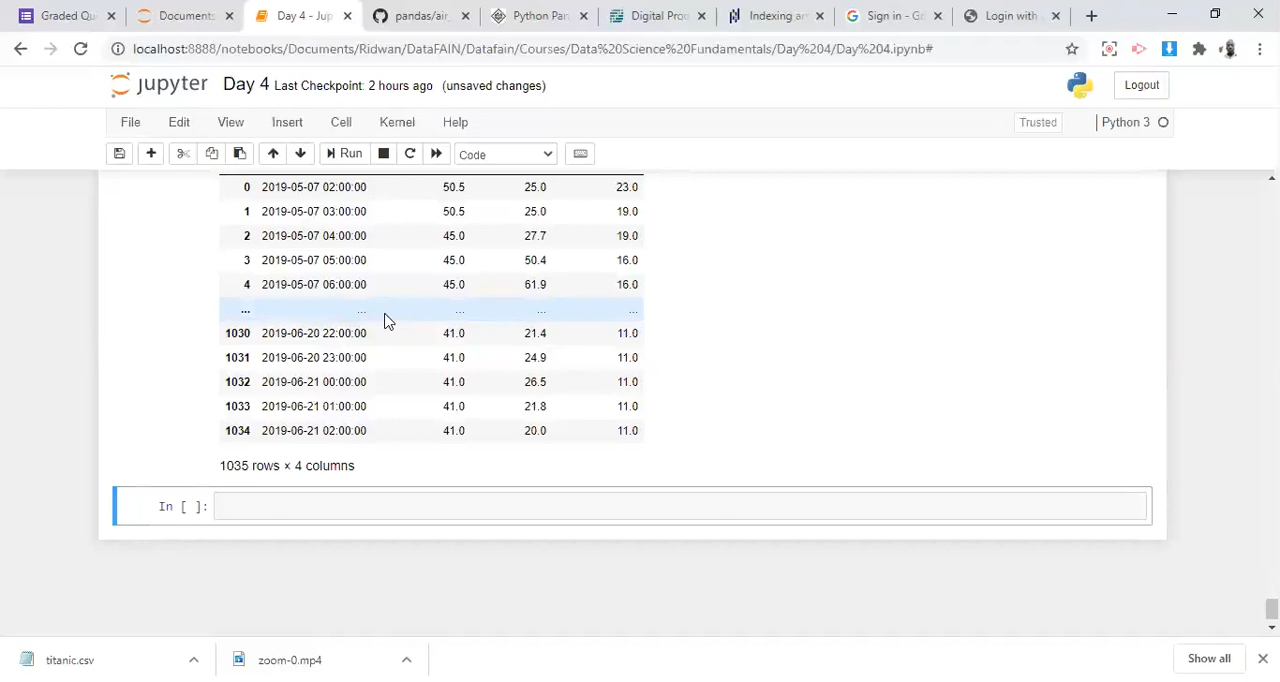 Graded Qu Documents Day 4 - Jup pandas/air_ Python Pan Digital Proo Indexing an Sign in - Gr Login with
localhost:8888/notebooks/Documents/Ridwan/DataFAIN/Datafain/Courses/Data%20Science%20Fundamentals/Day%204/Day%204.ipynb#
jupyter Day 4 Last Checkpoint: 2 hours ago (unsaved changes) Logout
File Edit View Insert Cell Kernel Help Trusted Python 3
Run Code
0 2019-05-07 02:00:00 50.5 25.0 23.0
1 2019-05-07 03:00:00 50.5 25.0 19.0
2 2019-05-07 04:00:00 45.0 27.7 19.0
3 2019-05-07 05:00:00 45.0 50.4 16.0
4 2019-05-07 06:00:00 45.0 61.9 16.0
... ... ... ... ...
1030 2019-06-20 22:00:00 41.0 21.4 11.0
1031 2019-06-20 23:00:00 41.0 24.9 11.0
1032 2019-06-21 00:00:00 41.0 26.5 11.0
1033 2019-06-21 01:00:00 41.0 21.8 11.0
1034 2019-06-21 02:00:00 41.0 20.0 11.0
1035 rows × 4 columns
In [ ]:
titanic.csv zoom-0.mp4 Show all